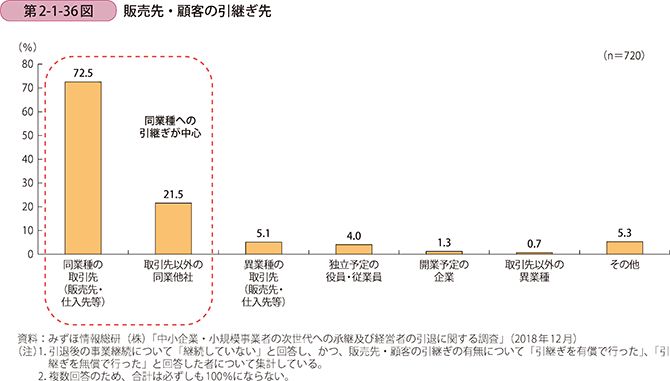 第2-1-36図 販売先・顧客の引継ぎ先
(%)
(n=720)
80
70
60
50
40
30
20
10
0
72.5
21.5
5.1
4.0
1.3
0.7
5.3
同業種への
引継ぎが中心
同業種の
取引先
(販売先・
仕入先等)
取引先以外の
同業他社
異業種の
取引先
(販売先・
仕入先等)
独立予定の
役員・従業員
開業予定の
企業
取引先以外の
異業種
その他
資料:みずほ情報総研(株)「中小企業・小規模事業者の次世代への承継及び経営者の引退に関する調査」(2018年12月)
(注)1. 引退後の事業継続について「継続していない」と回答し、かつ、販売先・顧客の引継ぎの有無について「引継ぎを有償で行った」、「引
継ぎを無償で行った」と回答した者について集計している。
2. 複数回答のため、合計は必ずしも100%にならない。